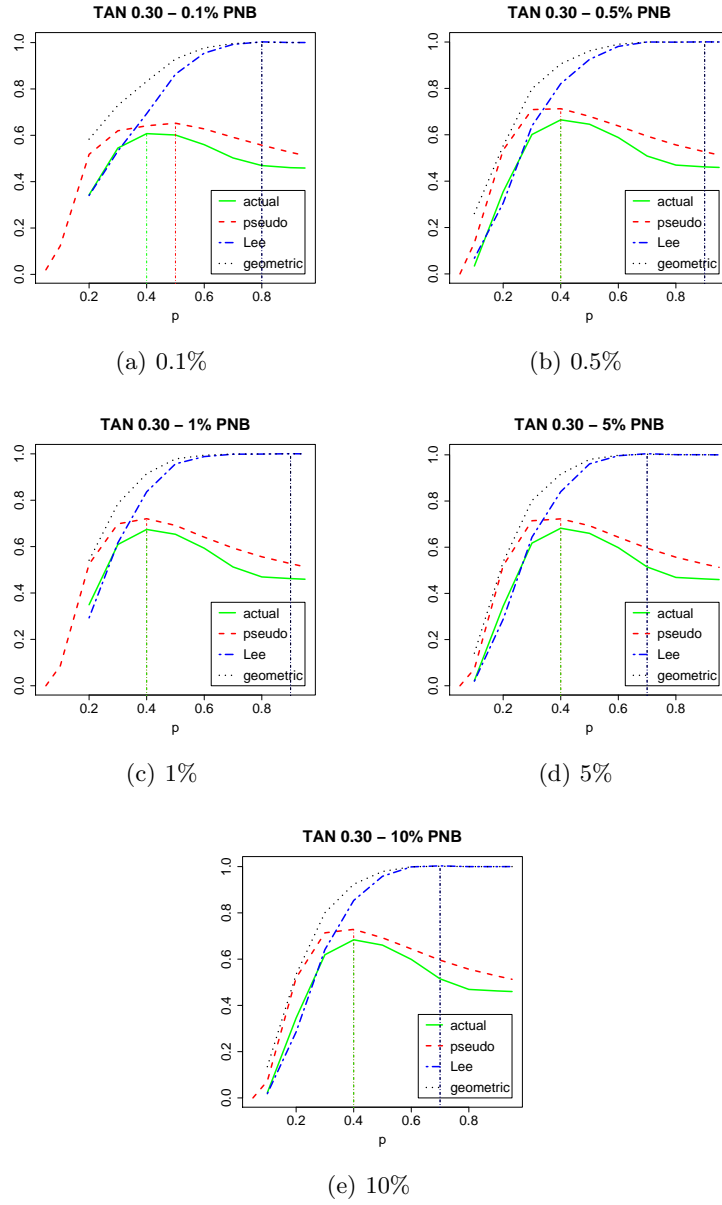 TAN 0.30 – 0.1% PNB
1.0
0.8
0.6
0.4
0.2
0.0
actual
pseudo
Lee
geometric
0.2 0.4 0.6 0.8
p
(a) 0.1%
TAN 0.30 – 0.5% PNB
1.0
0.8
0.6
0.4
0.2
0.0
actual
pseudo
Lee
geometric
0.2 0.4 0.6 0.8
p
(b) 0.5%
TAN 0.30 – 1% PNB
1.0
0.8
0.6
0.4
0.2
0.0
actual
pseudo
Lee
geometric
0.2 0.4 0.6 0.8
p
(c) 1%
TAN 0.30 – 5% PNB
1.0
0.8
0.6
0.4
0.2
0.0
actual
pseudo
Lee
geometric
0.2 0.4 0.6 0.8
p
(d) 5%
TAN 0.30 – 10% PNB
1.0
0.8
0.6
0.4
0.2
0.0
actual
pseudo
Lee
geometric
0.2 0.4 0.6 0.8
p
(e) 10%